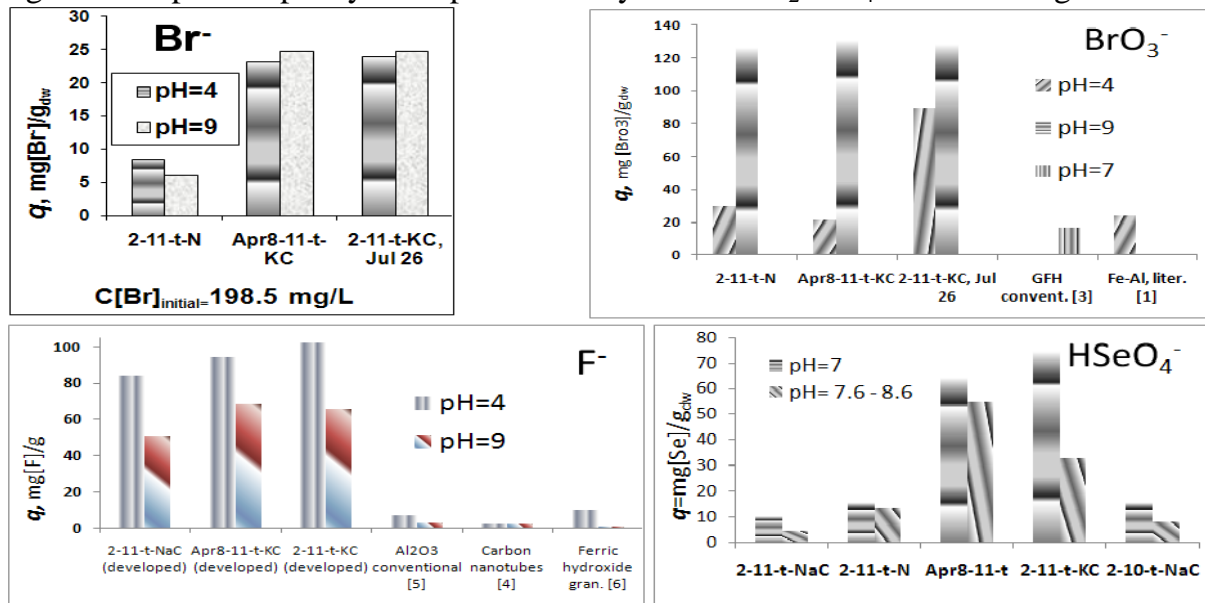 Br-
pH=4
pH=9
q, mg[Br]/gdw
30
25
20
15
10
5
0
2-11-t-N
Apr8-11-t-KC
2-11-t-KC, Jul 26
C[Br]initial=198.5 mg/L
BrO3-
pH=4
pH=9
pH=7
q, mg [Bro3]/gdw
140
120
100
80
60
40
20
0
2-11-t-N
Apr8-11-t-KC
2-11-t-KC, Jul 26
GFH convent. [3]
Fe-Al, liter. [1]
F-
pH=4
pH=9
q, mg[F]/g
100
80
60
40
20
0
2-11-t-NaC (developed)
Apr8-11-t-KC (developed)
2-11-t-KC (developed)
Al2O3 conventional [5]
Carbon nanotubes [4]
Ferric hydroxide gran. [6]
HSeO4-
pH=7
pH= 7.6 - 8.6
q=mg[Se]/gdw
80
70
60
50
40
30
20
10
0
2-11-t-NaC
2-11-t-N
Apr8-11-t
2-11-t-KC
2-10-t-NaC